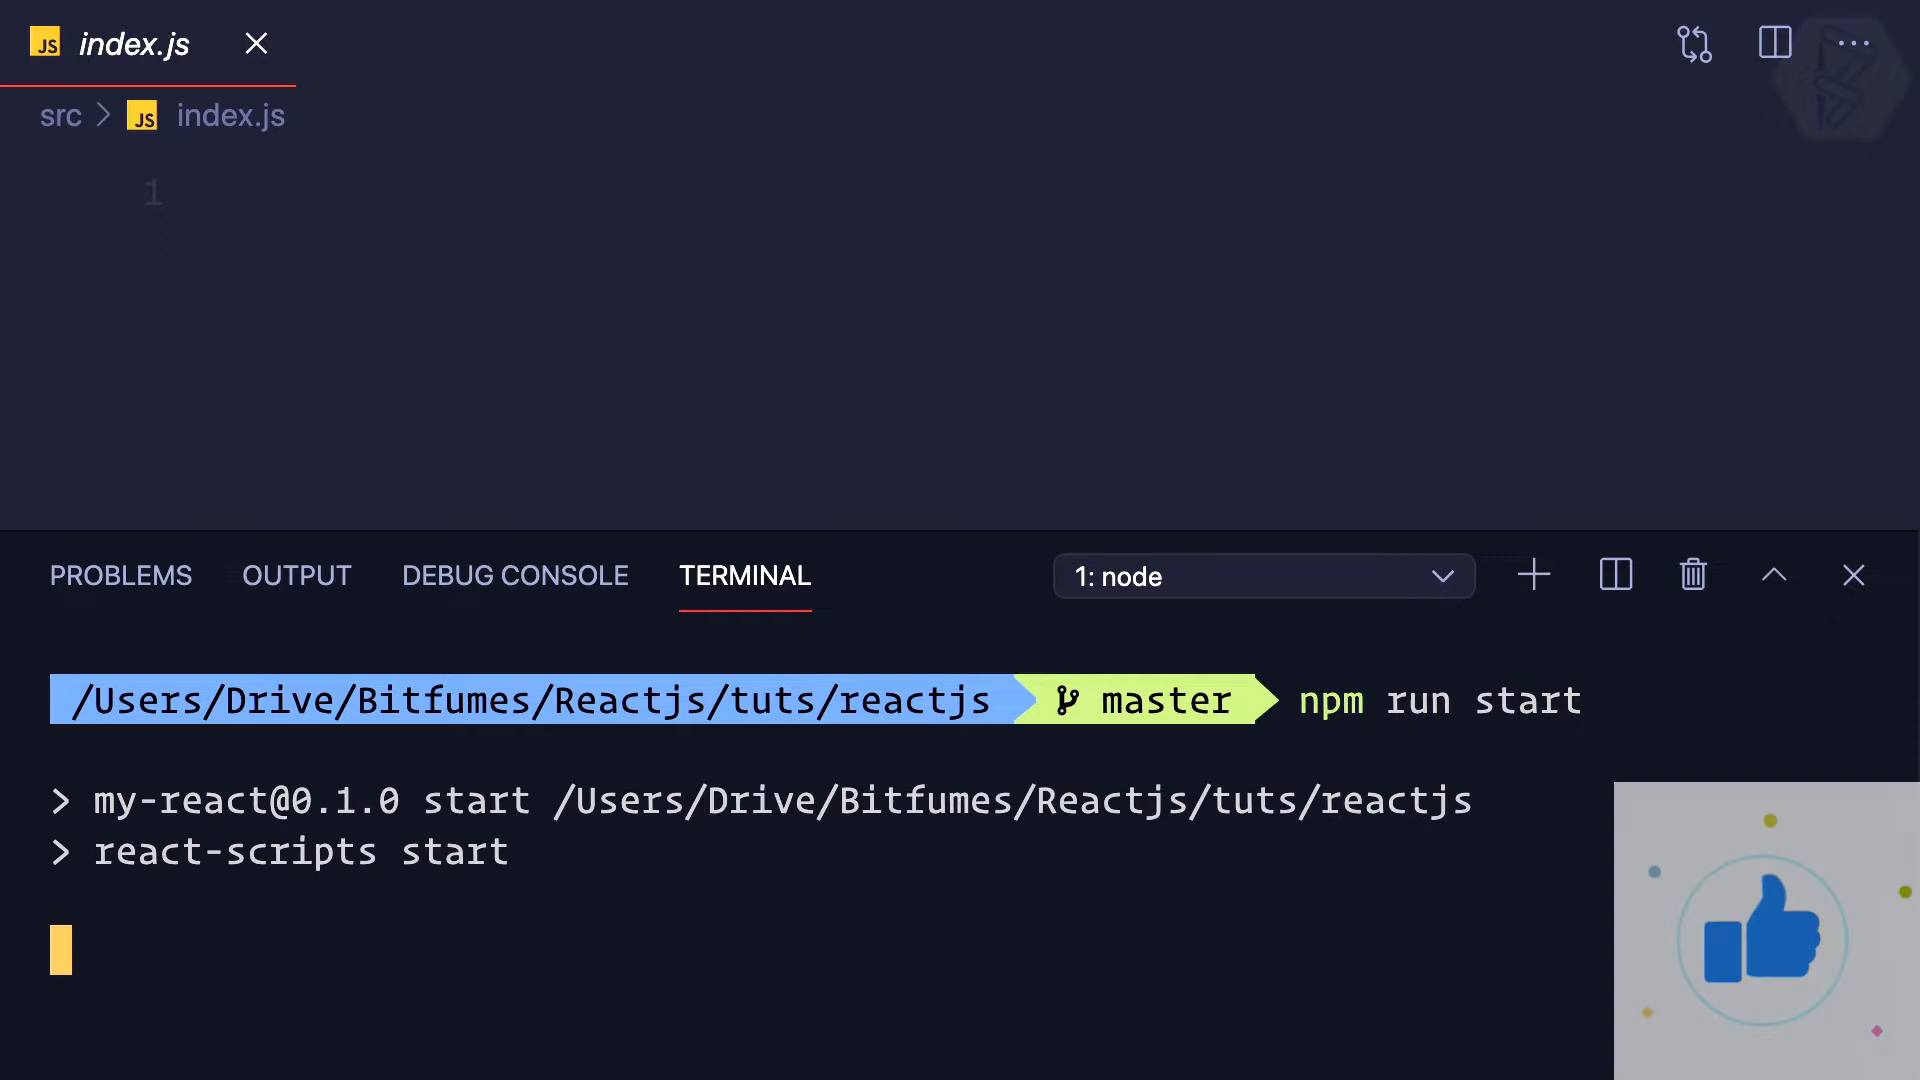 JS index.js
src > JS index.js
1
PROBLEMS OUTPUT DEBUG CONSOLE TERMINAL 1: node
/Users/Drive/Bitfumes/Reactjs/tuts/reactjs master npm run start
> my-react@0.1.0 start /Users/Drive/Bitfumes/Reactjs/tuts/reactjs
> react-scripts start